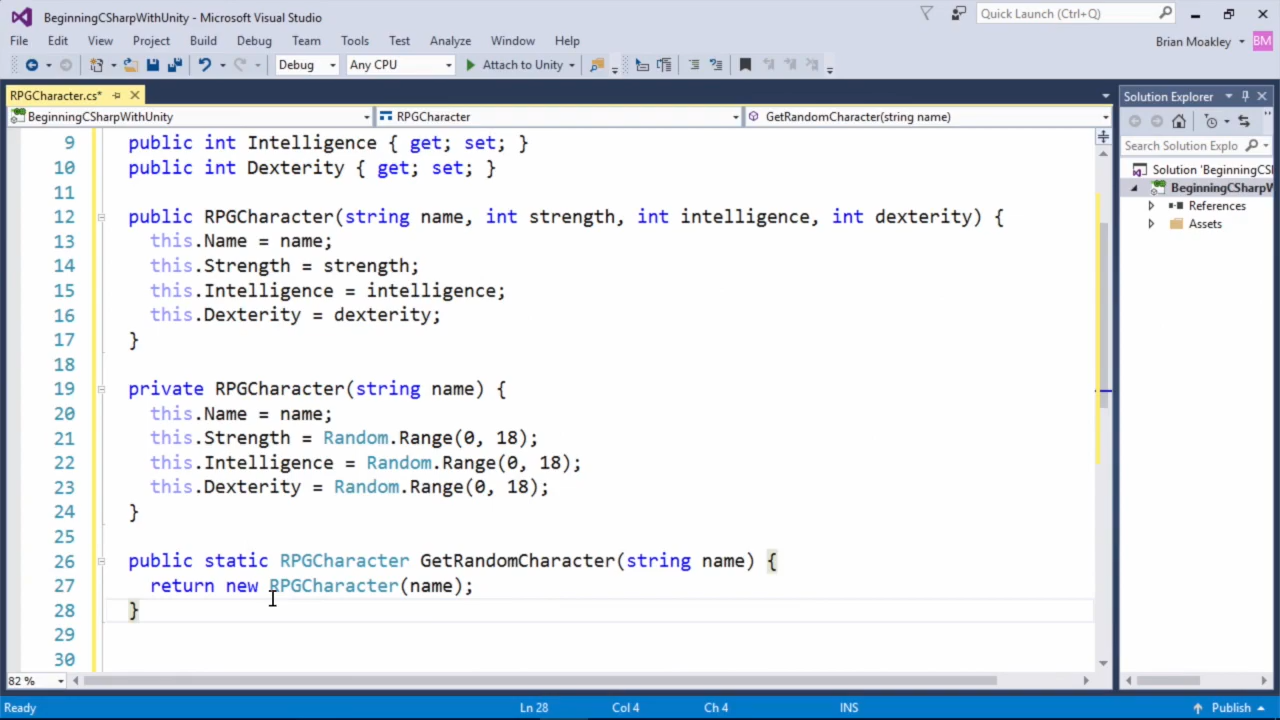 BeginningCSharpWithUnity - Microsoft Visual Studio
Quick Launch (Ctrl+Q)
File Edit View Project Build Debug Team Tools Test Analyze Window Help
Brian Moakley BM
Debug Any CPU Attach to Unity
RPGCharacter.cs*
Solution Explorer
BeginningCSharpWithUnity RPGCharacter GetRandomCharacter(string name)
Search Solution Explo
Solution 'BeginningCSI
BeginningCSharpW
References
Assets
9 public int Intelligence { get; set; }
10 public int Dexterity { get; set; }
11
12 public RPGCharacter(string name, int strength, int intelligence, int dexterity) {
13 this.Name = name;
14 this.Strength = strength;
15 this.Intelligence = intelligence;
16 this.Dexterity = dexterity;
17 }
18
19 private RPGCharacter(string name) {
20 this.Name = name;
21 this.Strength = Random.Range(0, 18);
22 this.Intelligence = Random.Range(0, 18);
23 this.Dexterity = Random.Range(0, 18);
24 }
25
26 public static RPGCharacter GetRandomCharacter(string name) {
27 return new RPGCharacter(name);
28 }
29
30
82 %
Ready Ln 28 Col 4 Ch 4 INS Publish